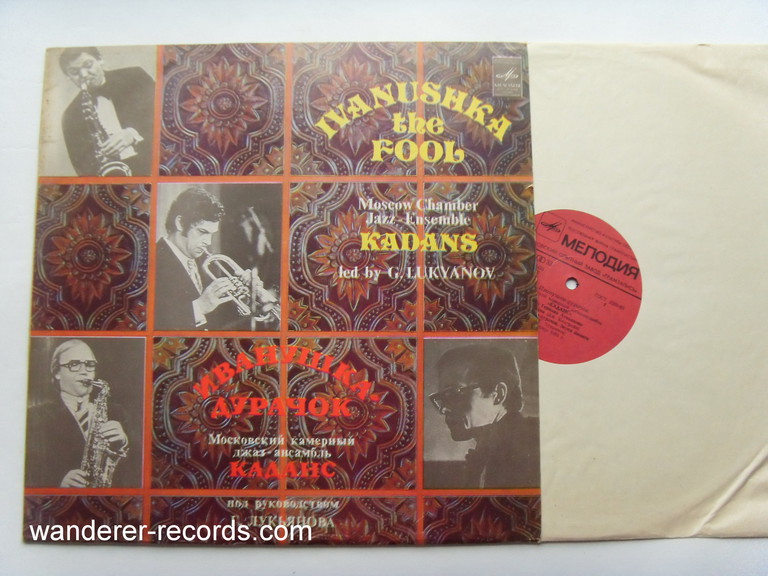 IVANUSHKA
the
FOOL
Moscow Chamber
Jazz-Ensemble
KADANS
led by G. LUKYANOV
ИВАНУШКА-
ДУРАЧОК
Московский камерный
джаз-ансамбль
КАДАНС
под руководством
Г. ЛУКЬЯНОВА
МЕЛОДИЯ
wanderer-records.com